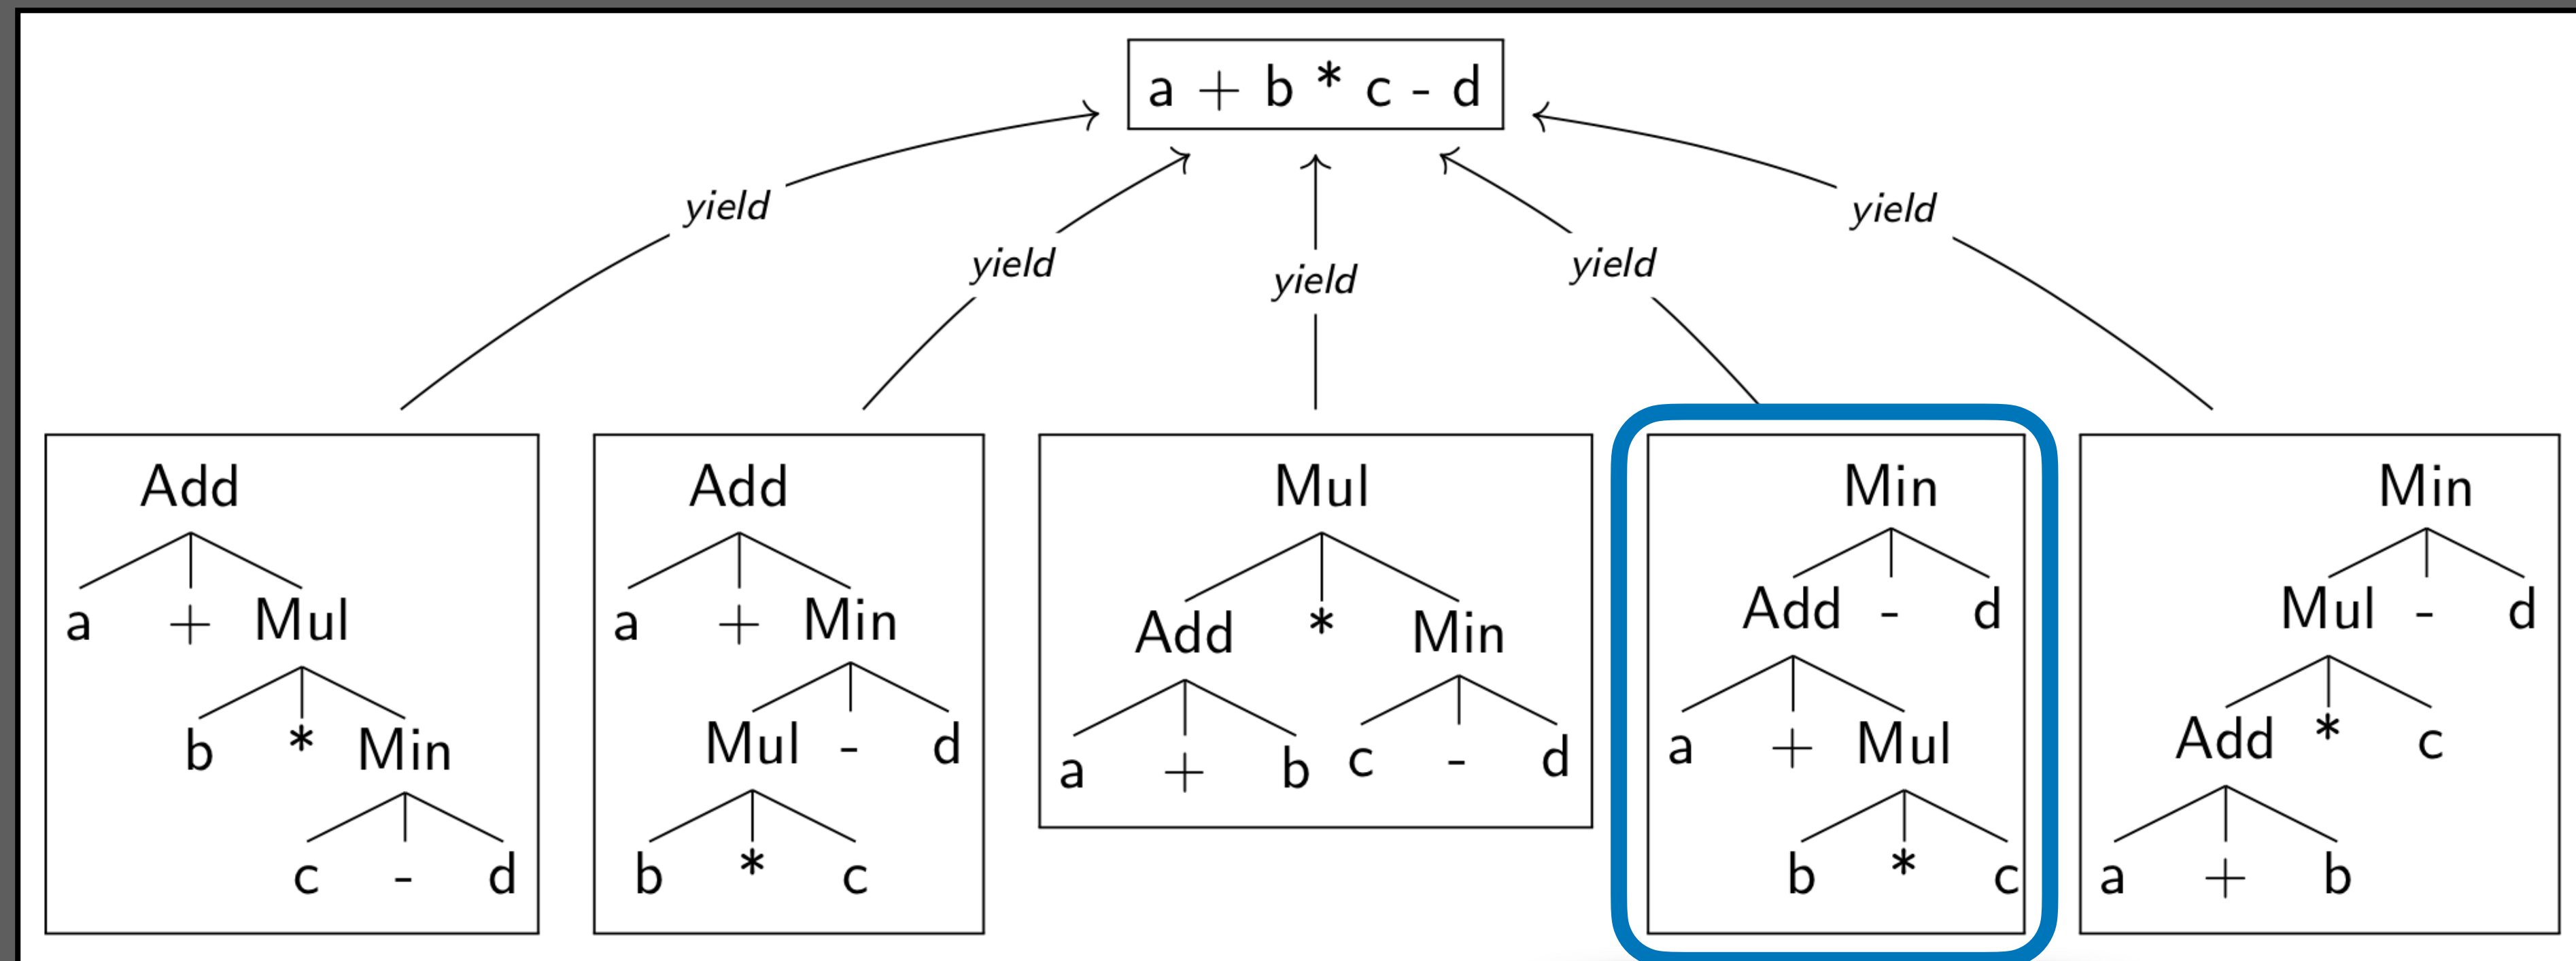 a + b * c - d
yield
yield
yield
yield
yield
Add
a + Mul
b * Min
c - d
Add
a + Min
Mul - d
b * c
Mul
Add * Min
a + b c - d
Min
Add - d
a + Mul
b * c
Min
Mul - d
Add * c
a + b